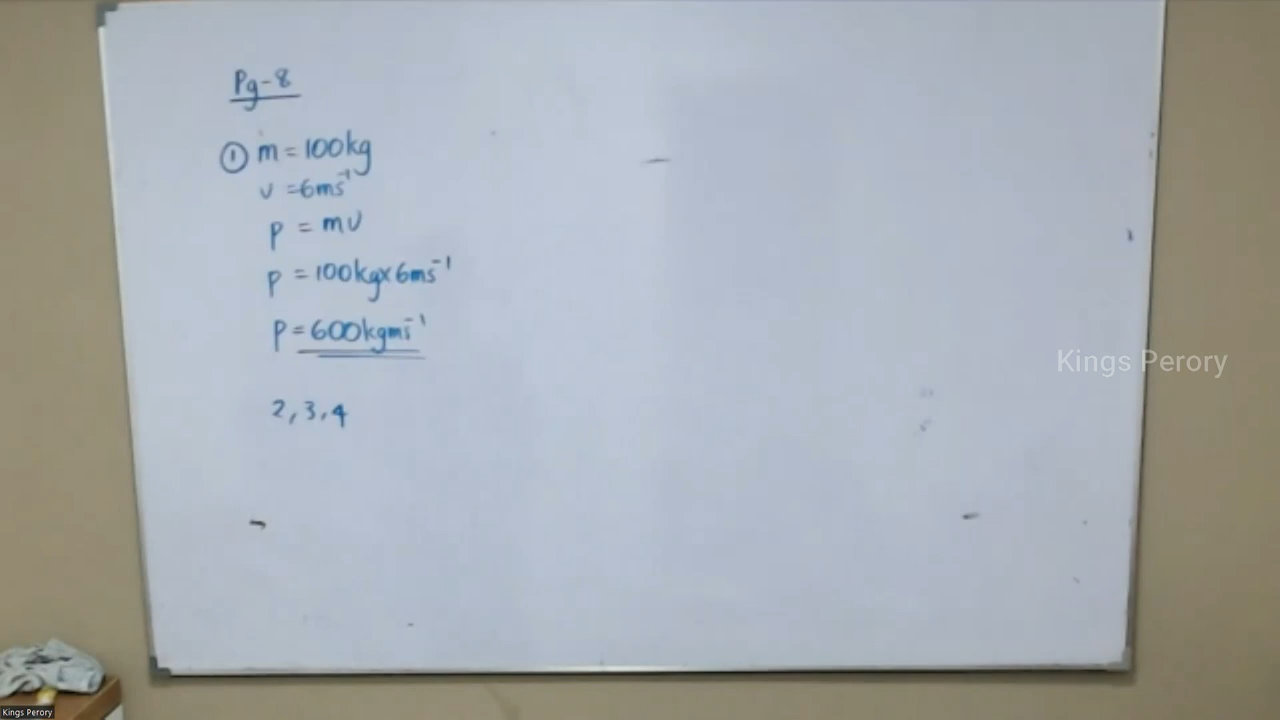 Pg-8
① m = 100kg
v = 6ms⁻¹
p = mv
p = 100kg×6ms⁻¹
p = 600kgms⁻¹
2, 3, 4
Kings Perory
Kings Perory